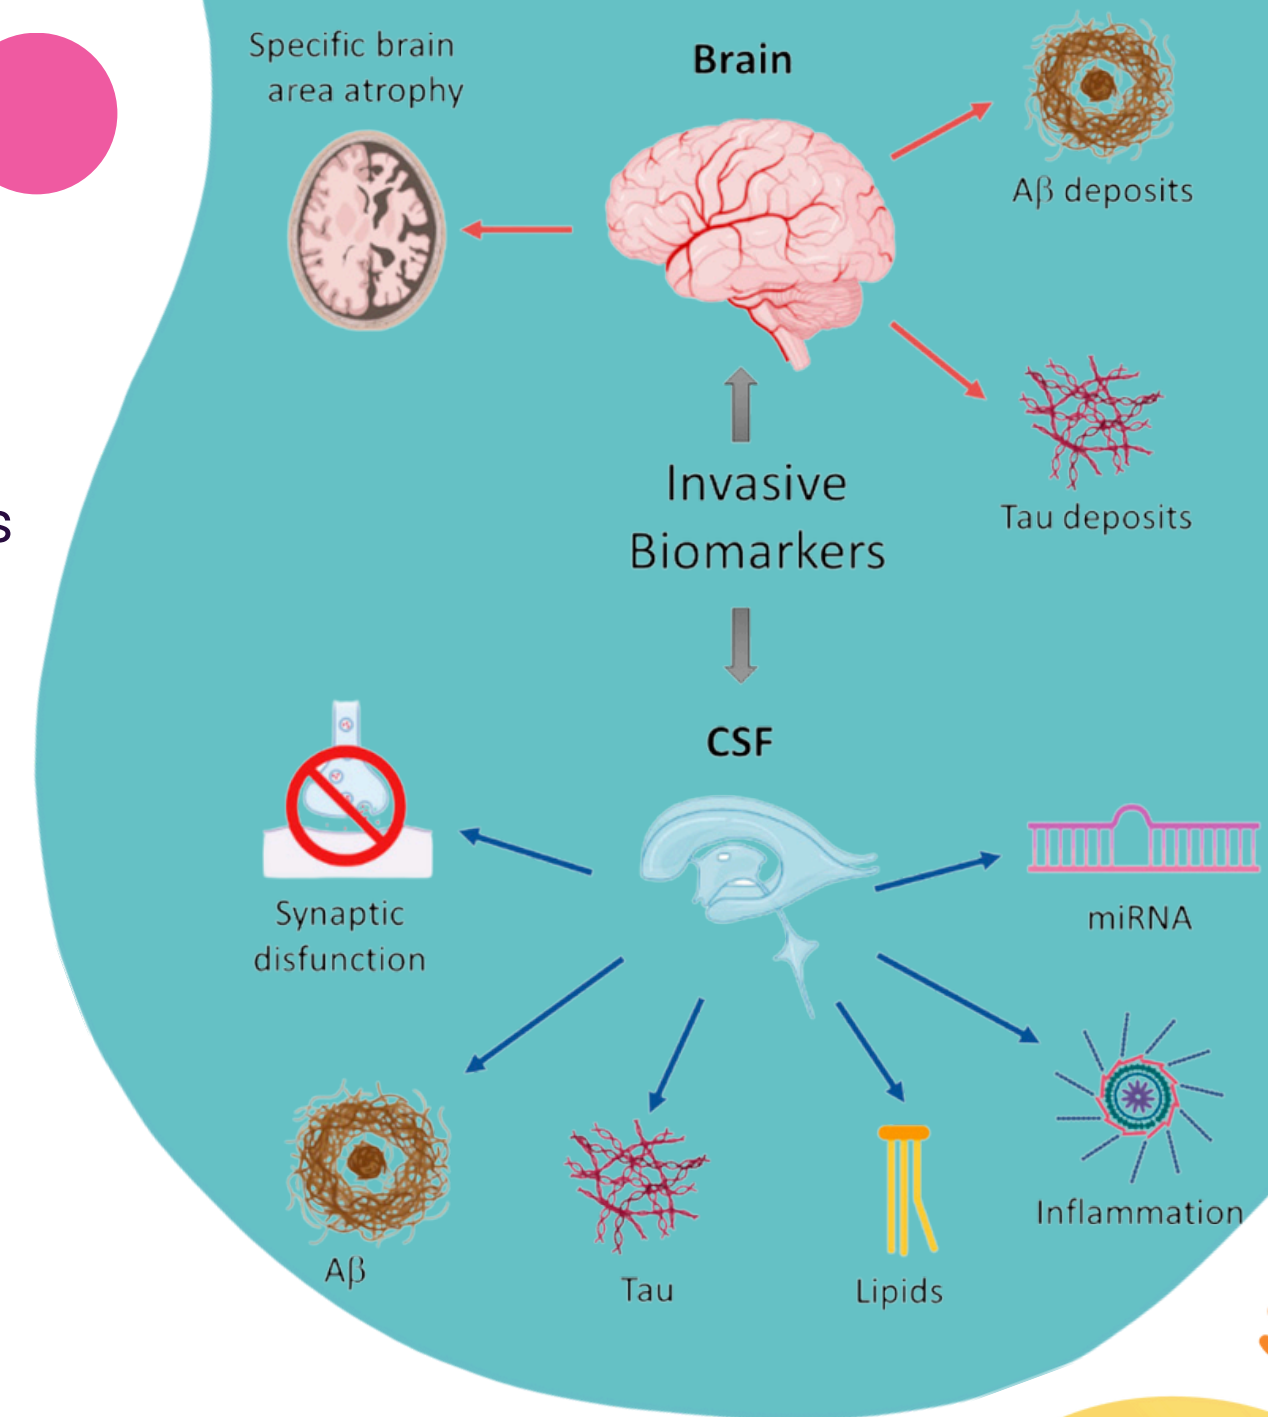 Specific brain
area atrophy
Brain
Aβ deposits
Tau deposits
Invasive
Biomarkers
s
CSF
Synaptic
disfunction
miRNA
Inflammation
Aβ
Tau
Lipids